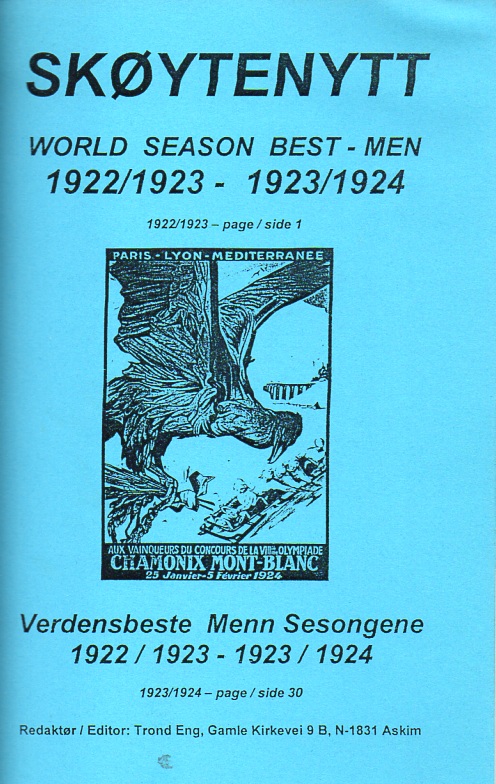 SKØYTENYTT
WORLD SEASON BEST - MEN
1922/1923 - 1923/1924
1922/1923 – page / side 1
PARIS - LYON - MEDITERRANEE
AUX VAINQUEURS DU CONCOURS DE LA VIIIème OLYMPIADE
CHAMONIX MONT-BLANC
25 Janvier-5 Février 1924
Verdensbeste Menn Sesongene
1922 / 1923 - 1923 / 1924
1923/1924 – page / side 30
Redaktør / Editor: Trond Eng, Gamle Kirkevei 9 B, N-1831 Askim